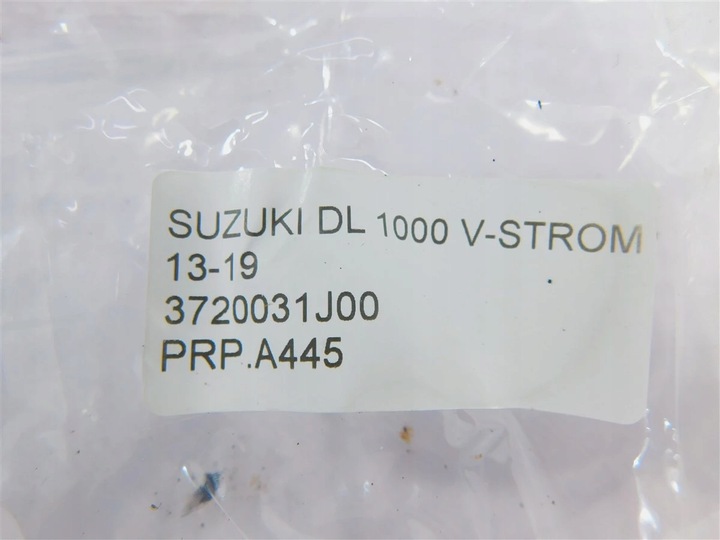 SUZUKI DL 1000 V-STROM
13-19
3720031J00
PRP.A445